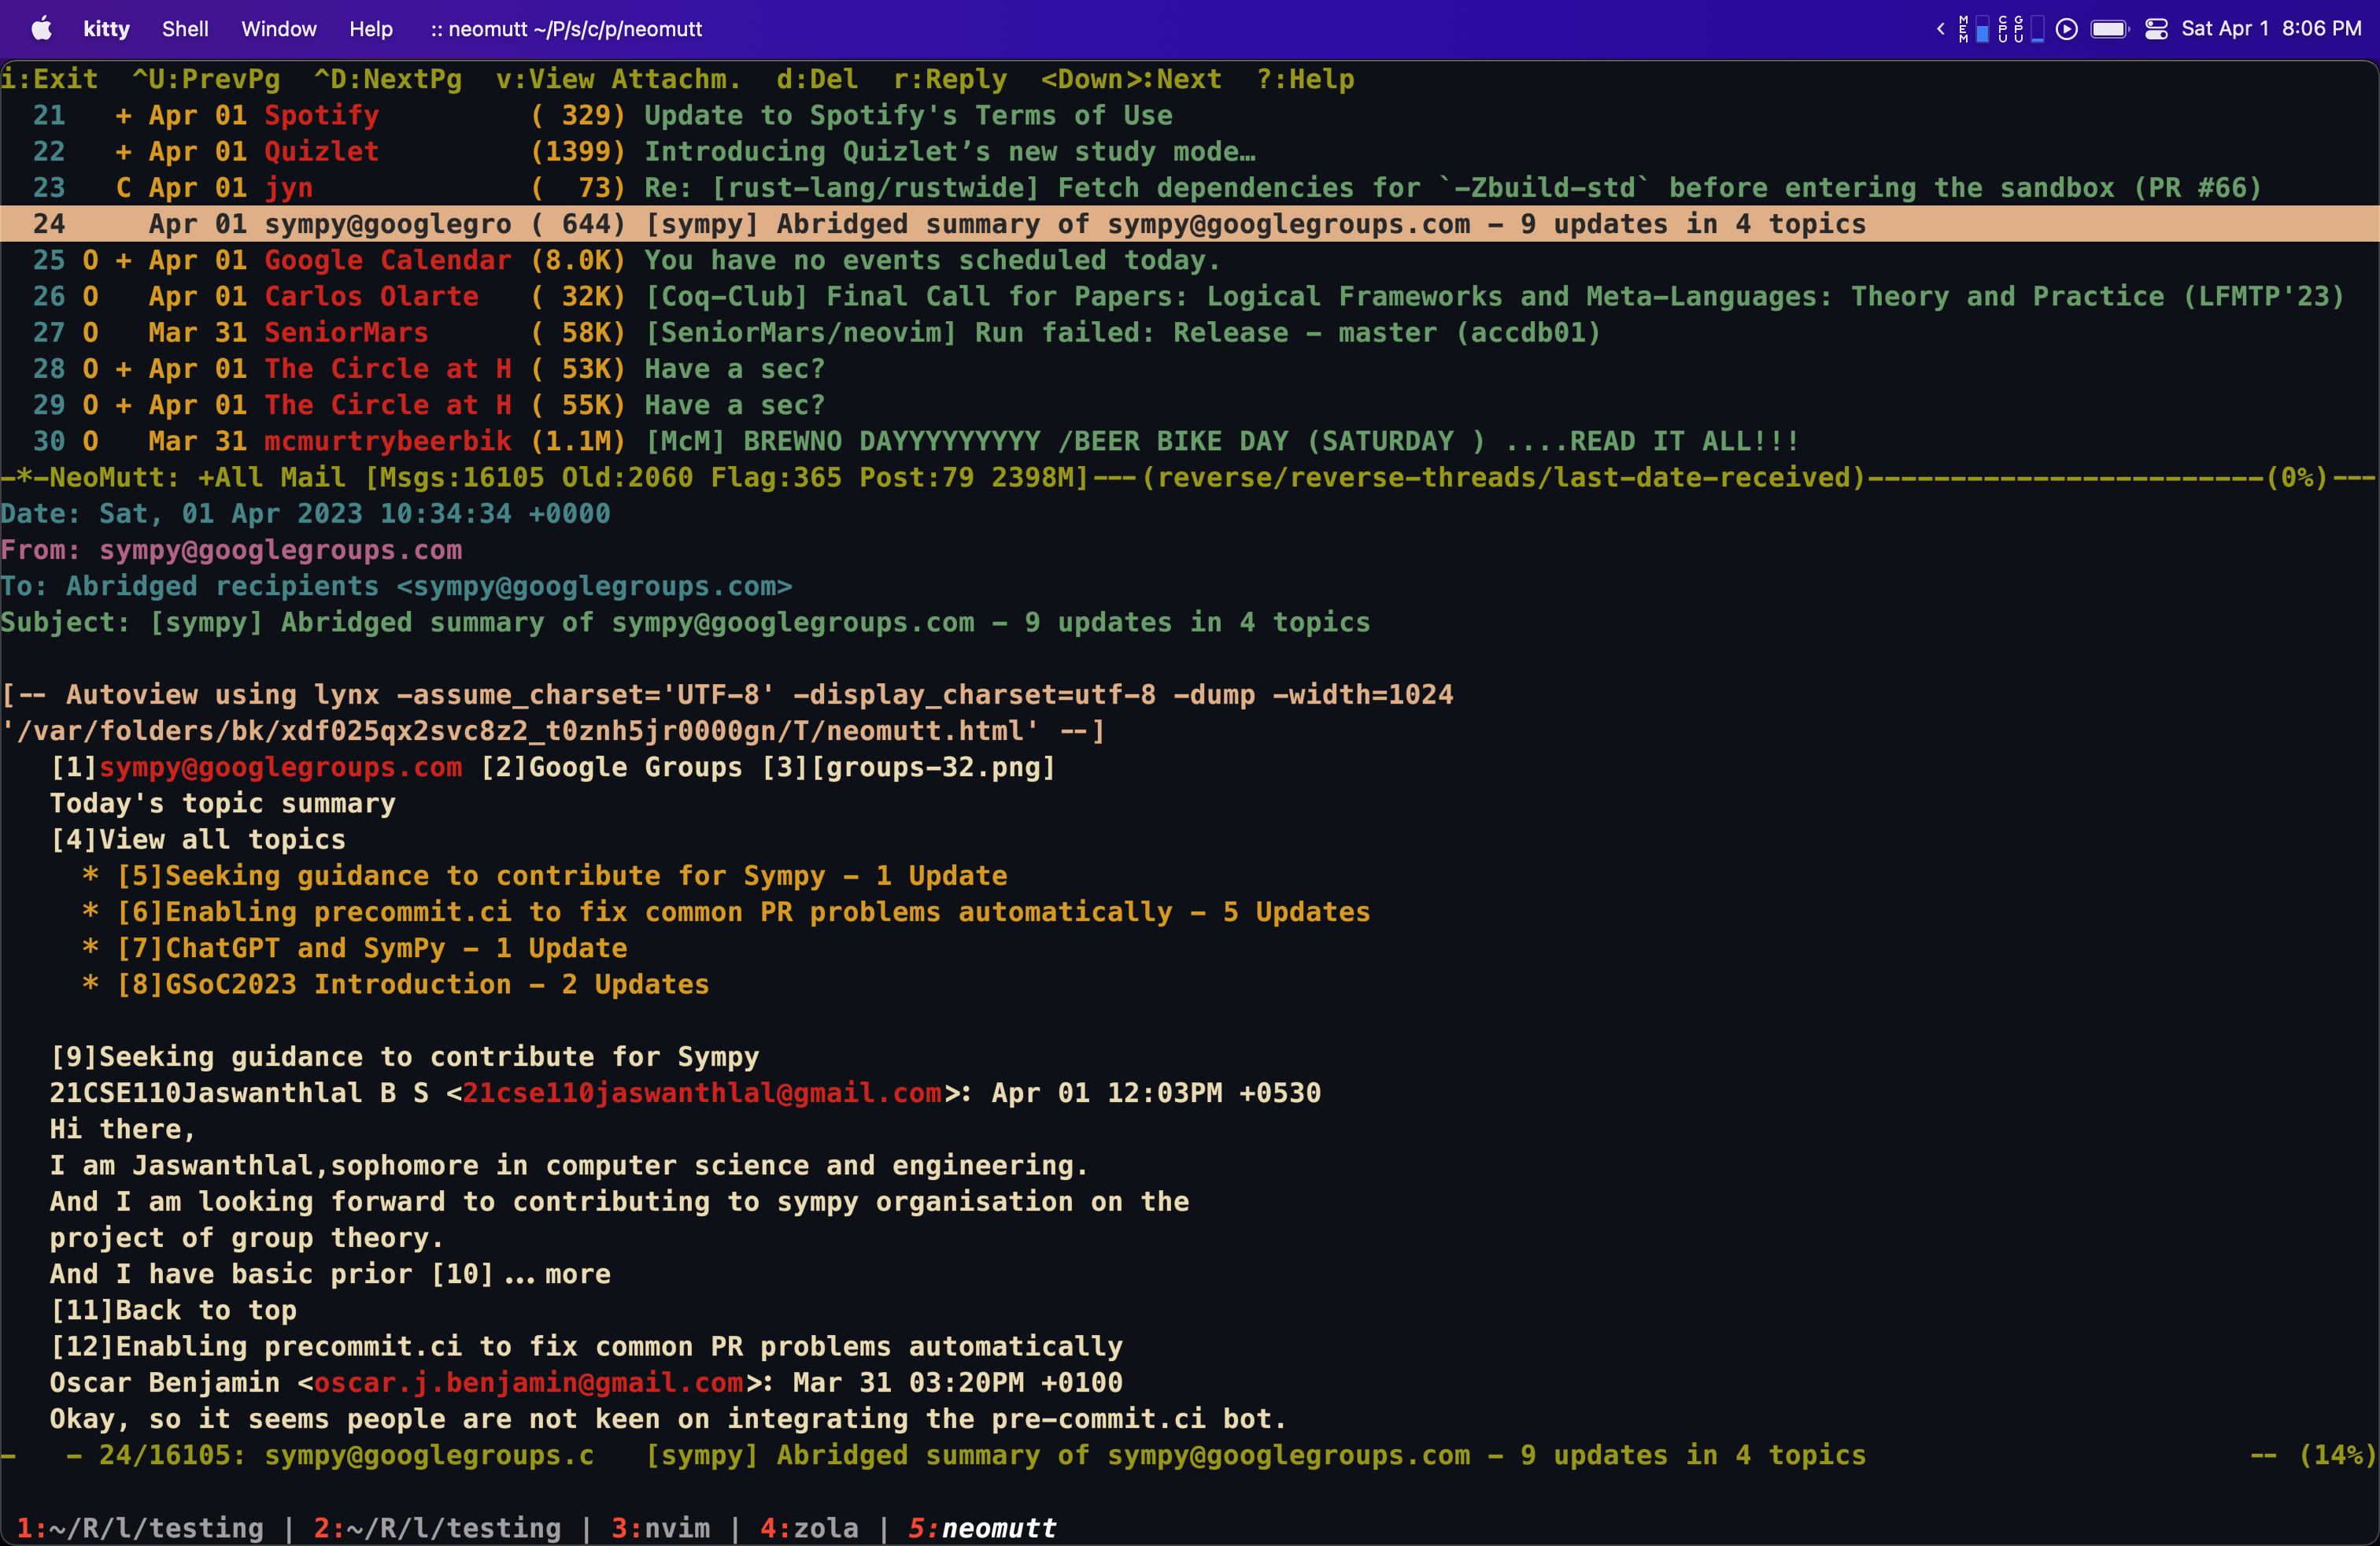 kitty Shell Window Help :: neomutt ~/P/s/c/p/neomutt MEM CPU GPU Sat Apr 1 8:06 PM
i:Exit ^U:PrevPg ^D:NextPg v:View Attachm. d:Del r:Reply <Down>:Next ?:Help
21 + Apr 01 Spotify ( 329) Update to Spotify's Terms of Use
22 + Apr 01 Quizlet (1399) Introducing Quizlet’s new study mode…
23 C Apr 01 jyn ( 73) Re: [rust-lang/rustwide] Fetch dependencies for `-Zbuild-std` before entering the sandbox (PR #66)
24 Apr 01 sympy@googlegro ( 644) [sympy] Abridged summary of sympy@googlegroups.com - 9 updates in 4 topics
25 O + Apr 01 Google Calendar (8.0K) You have no events scheduled today.
26 O Apr 01 Carlos Olarte ( 32K) [Coq-Club] Final Call for Papers: Logical Frameworks and Meta-Languages: Theory and Practice (LFMTP'23)
27 O Mar 31 SeniorMars ( 58K) [SeniorMars/neovim] Run failed: Release - master (accdb01)
28 O + Apr 01 The Circle at H ( 53K) Have a sec?
29 O + Apr 01 The Circle at H ( 55K) Have a sec?
30 O Mar 31 mcmurtrybeerbik (1.1M) [McM] BREWNO DAYYYYYYYYY /BEER BIKE DAY (SATURDAY ) ....READ IT ALL!!!
-*-NeoMutt: +All Mail [Msgs:16105 Old:2060 Flag:365 Post:79 2398M]---(reverse/reverse-threads/last-date-received)------------------------(0%)---
Date: Sat, 01 Apr 2023 10:34:34 +0000
From: sympy@googlegroups.com
To: Abridged recipients <sympy@googlegroups.com>
Subject: [sympy] Abridged summary of sympy@googlegroups.com - 9 updates in 4 topics
[-- Autoview using lynx -assume_charset='UTF-8' -display_charset=utf-8 -dump -width=1024
'/var/folders/bk/xdf025qx2svc8z2_t0znh5jr0000gn/T/neomutt.html' --]
[1]sympy@googlegroups.com [2]Google Groups [3][groups-32.png]
Today's topic summary
[4]View all topics
* [5]Seeking guidance to contribute for Sympy - 1 Update
* [6]Enabling precommit.ci to fix common PR problems automatically - 5 Updates
* [7]ChatGPT and SymPy - 1 Update
* [8]GSoC2023 Introduction - 2 Updates
[9]Seeking guidance to contribute for Sympy
21CSE110Jaswanthlal B S <21cse110jaswanthlal@gmail.com>: Apr 01 12:03PM +0530
Hi there,
I am Jaswanthlal,sophomore in computer science and engineering.
And I am looking forward to contributing to sympy organisation on the
project of group theory.
And I have basic prior [10]...more
[11]Back to top
[12]Enabling precommit.ci to fix common PR problems automatically
Oscar Benjamin <oscar.j.benjamin@gmail.com>: Mar 31 03:20PM +0100
Okay, so it seems people are not keen on integrating the pre-commit.ci bot.
- - 24/16105: sympy@googlegroups.c [sympy] Abridged summary of sympy@googlegroups.com - 9 updates in 4 topics -- (14%)
1:~/R/l/testing | 2:~/R/l/testing | 3:nvim | 4:zola | 5:neomutt